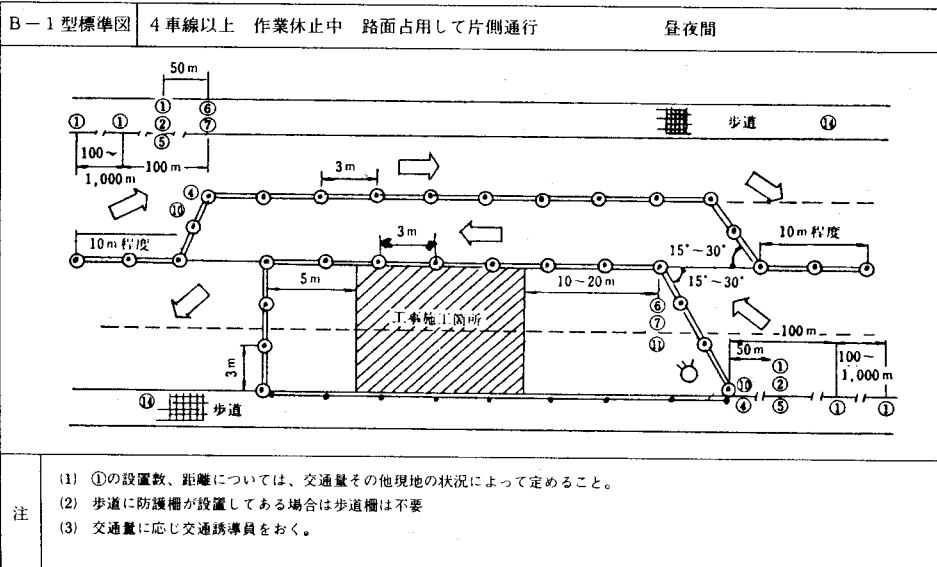 B－1型標準図
4車線以上 作業休止中 路面占用して片側通行 昼夜間
50m
① ① ① ⑥
② ⑦
⑤
歩道 ⑭
100～
1,000m
100m
3m
④
⑩
10m程度
3m
15°～30°
10m程度
15°～30°
5m
10～20m
工事施工箇所
⑥
⑦
⑪
100m
50m
100～
1,000m
①
②
⑤
3m
⑩
④
① ①
⑭ 歩道
注
(1) ①の設置数、距離については、交通量その他現地の状況によって定めること。
(2) 歩道に防護柵が設置してある場合は歩道柵は不要
(3) 交通量に応じ交通誘導員をおく。